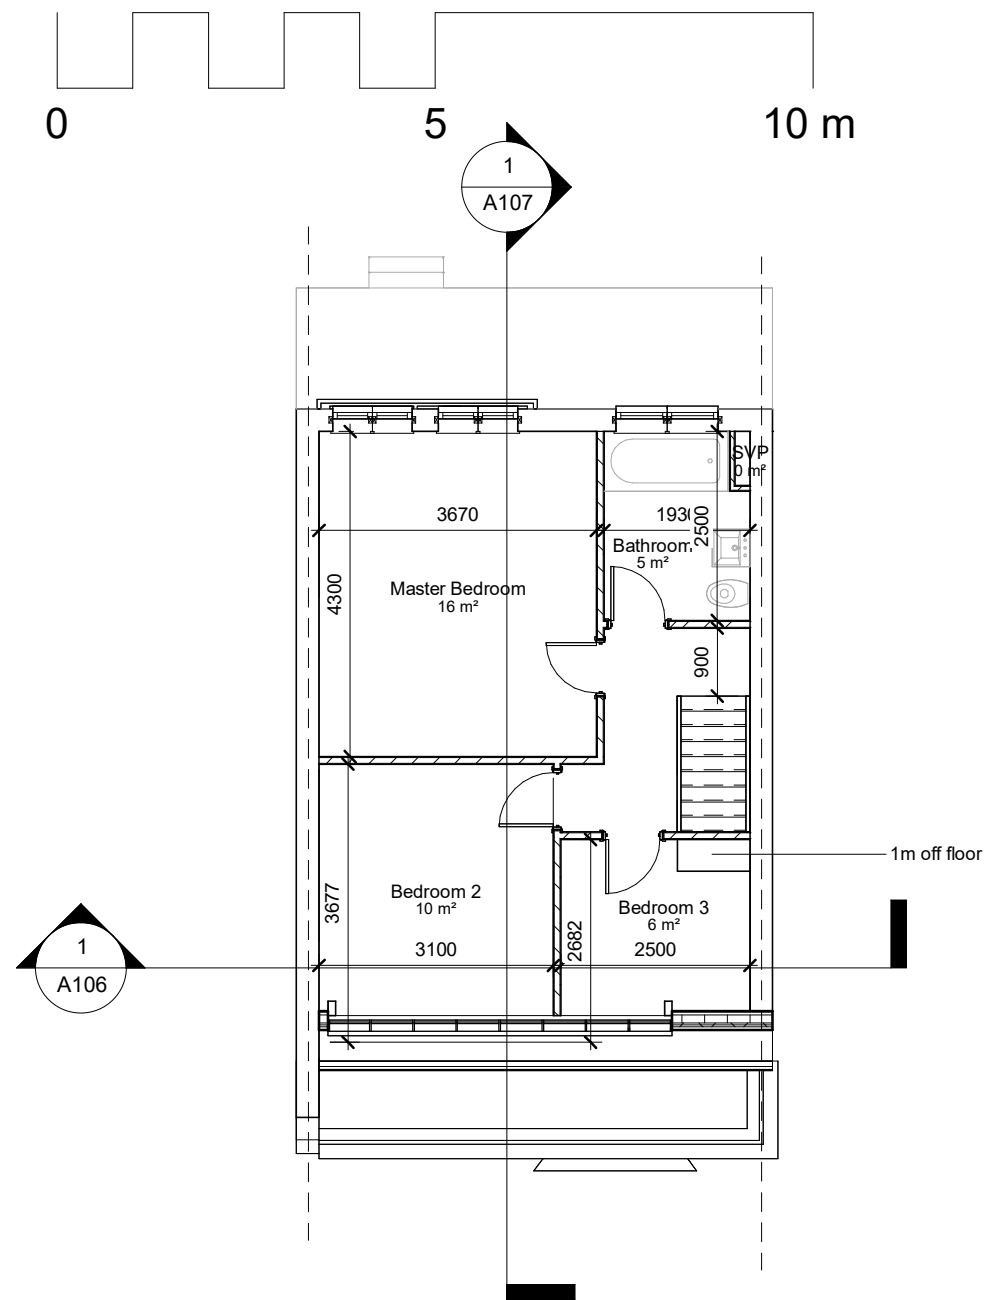 0
5
10 m
1
A107
SVP
0 m²
3670
1930
2500
Bathroom
5 m²
Master Bedroom
16 m²
4300
900
1m off floor
Bedroom 2
10 m²
3677
Bedroom 3
6 m²
2682
3100
2500
1
A106